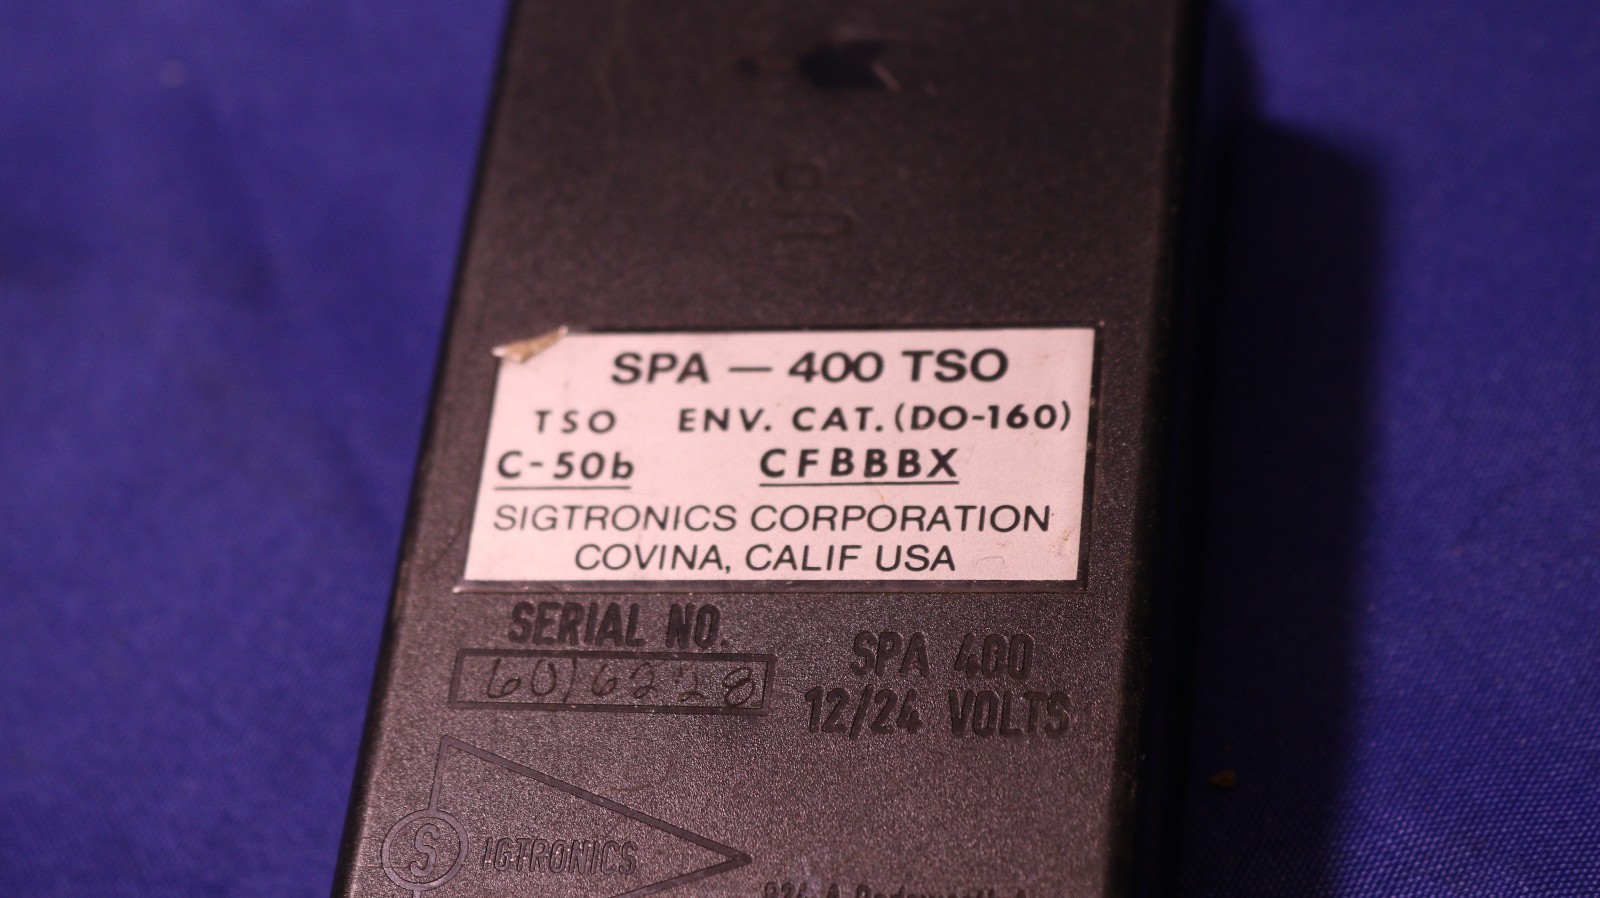 SPA — 400 TSO
TSO ENV. CAT. (DO-160)
C-50b CFBBBX
SIGTRONICS CORPORATION
COVINA, CALIF USA
SERIAL NO.
6016228
SPA 400
12/24 VOLTS
SIGTRONICS